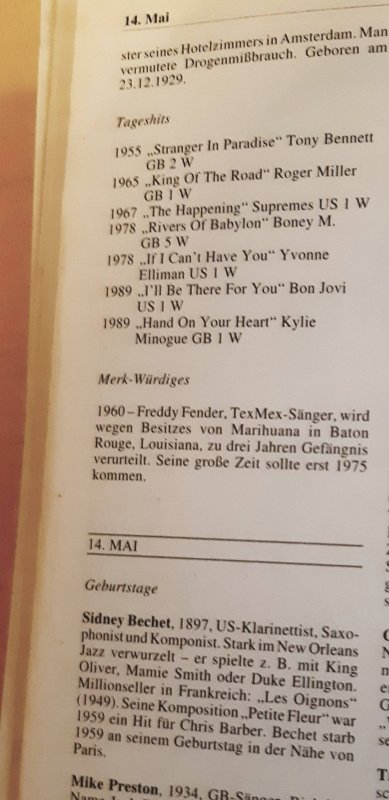 14. Mai
ster seines Hotelzimmers in Amsterdam. Man
vermutete Drogenmißbrauch. Geboren am
23.12.1929.
Tageshits
1955 „Stranger In Paradise“ Tony Bennett
GB 2 W
1965 „King Of The Road“ Roger Miller
GB 1 W
1967 „The Happening“ Supremes US 1 W
1978 „Rivers Of Babylon“ Boney M.
GB 5 W
1978 „If I Can't Have You“ Yvonne
Elliman US 1 W
1989 „I'll Be There For You“ Bon Jovi
US 1 W
1989 „Hand On Your Heart“ Kylie
Minogue GB 1 W
Merk-Würdiges
1960 – Freddy Fender, TexMex-Sänger, wird
wegen Besitzes von Marihuana in Baton
Rouge, Louisiana, zu drei Jahren Gefängnis
verurteilt. Seine große Zeit sollte erst 1975
kommen.
14. MAI
Geburtstage
Sidney Bechet, 1897, US-Klarinettist, Saxo-
phonist und Komponist. Stark im New Orleans
Jazz verwurzelt – er spielte z. B. mit King
Oliver, Mamie Smith oder Duke Ellington.
Millionseller in Frankreich: „Les Oignons“
(1949). Seine Komposition „Petite Fleur“ war
1959 ein Hit für Chris Barber. Bechet starb
1959 an seinem Geburtstag in der Nähe von
Paris.
Mike Preston, 1934, GB-Sänger.